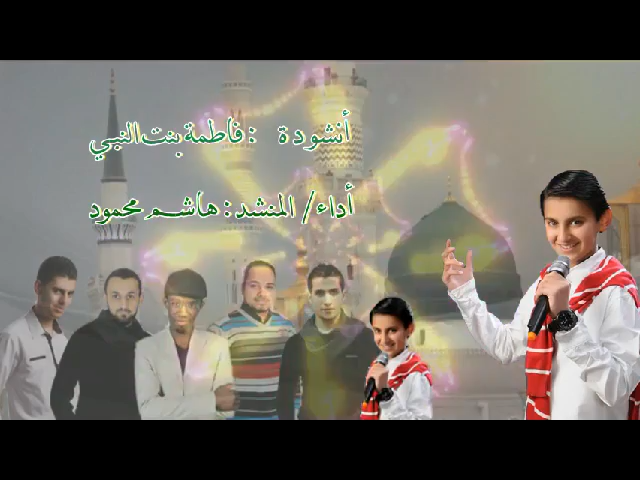 أنشودة : فاطمة بنت النبي
أداء/ المنشد : هاشم محمود